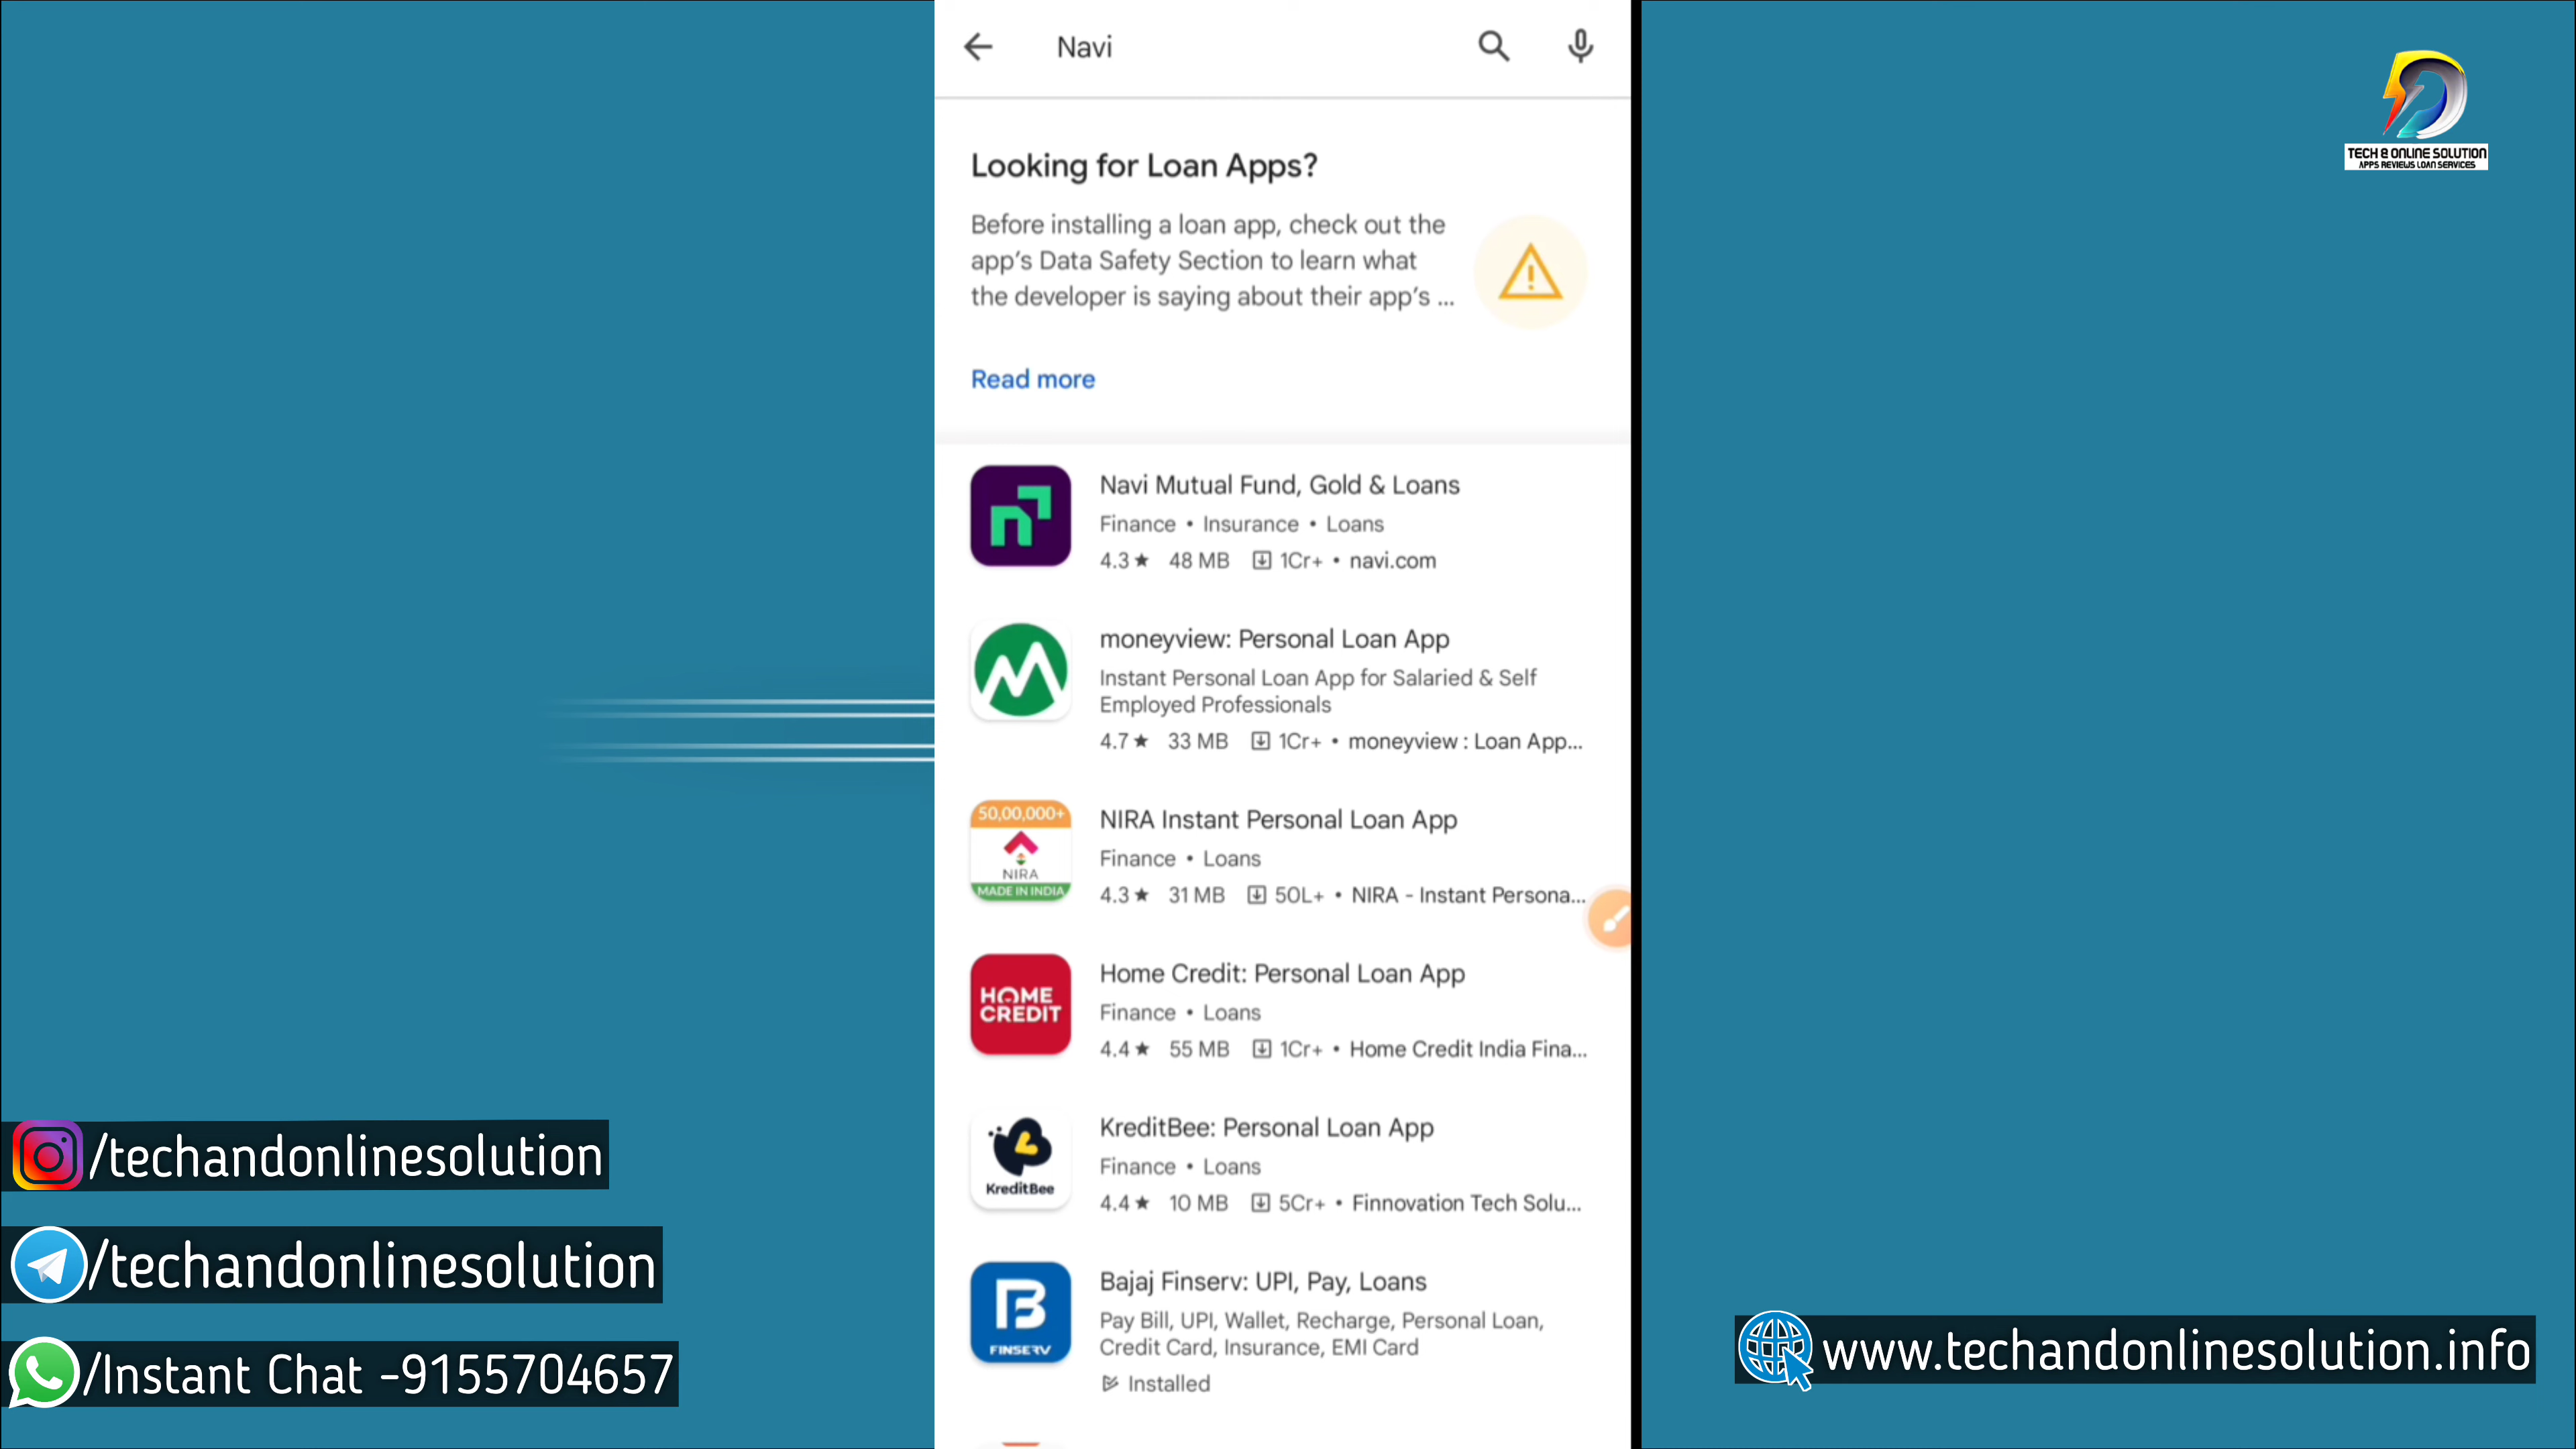 Navi
TECH & ONLINE SOLUTION
APPS REVIEWS LOAN SERVICES
Looking for Loan Apps?
Before installing a loan app, check out the
app's Data Safety Section to learn what
the developer is saying about their app's ...
Read more
Navi Mutual Fund, Gold & Loans
Finance • Insurance • Loans
4.3★ 48 MB 1Cr+ • navi.com
moneyview: Personal Loan App
Instant Personal Loan App for Salaried & Self
Employed Professionals
4.7★ 33 MB 1Cr+ • moneyview : Loan App...
50,00,000+
NIRA
MADE IN INDIA
NIRA Instant Personal Loan App
Finance • Loans
4.3★ 31 MB 50L+ • NIRA - Instant Persona...
HOME
CREDIT
Home Credit: Personal Loan App
Finance • Loans
4.4★ 55 MB 1Cr+ • Home Credit India Fina...
KreditBee
KreditBee: Personal Loan App
Finance • Loans
4.4★ 10 MB 5Cr+ • Finnovation Tech Solu...
FINSERV
Bajaj Finserv: UPI, Pay, Loans
Pay Bill, UPI, Wallet, Recharge, Personal Loan,
Credit Card, Insurance, EMI Card
Installed
/techandonlinesolution
/techandonlinesolution
/Instant Chat -9155704657
www.techandonlinesolution.info